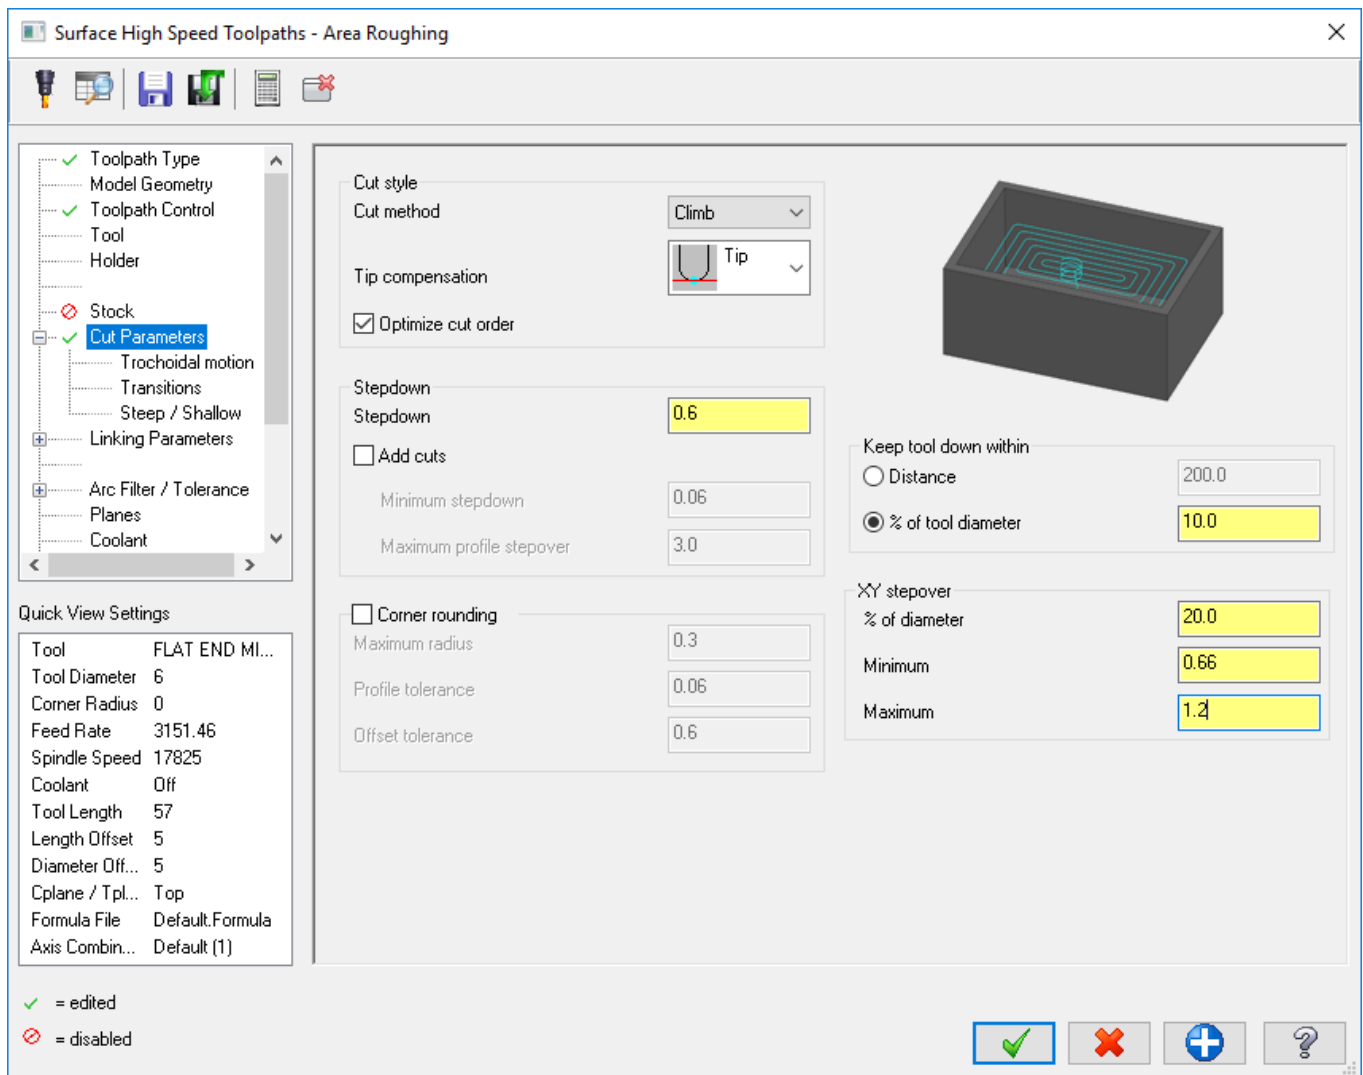 Surface High Speed Toolpaths - Area Roughing
Toolpath Type
Model Geometry
Toolpath Control
Tool
Holder
Stock
Cut Parameters
Trochoidal motion
Transitions
Steep / Shallow
Linking Parameters
Arc Filter / Tolerance
Planes
Coolant
Quick View Settings
Tool FLAT END MI...
Tool Diameter 6
Corner Radius 0
Feed Rate 3151.46
Spindle Speed 17825
Coolant Off
Tool Length 57
Length Offset 5
Diameter Off... 5
Cplane / Tpl... Top
Formula File Default.Formula
Axis Combin... Default (1)
= edited
= disabled
Cut style
Cut method Climb
Tip compensation Tip
Optimize cut order
Stepdown
Stepdown 0.6
Add cuts
Minimum stepdown 0.06
Maximum profile stepover 3.0
Corner rounding
Maximum radius 0.3
Profile tolerance 0.06
Offset tolerance 0.6
Keep tool down within
Distance 200.0
% of tool diameter 10.0
XY stepover
% of diameter 20.0
Minimum 0.66
Maximum 1.2